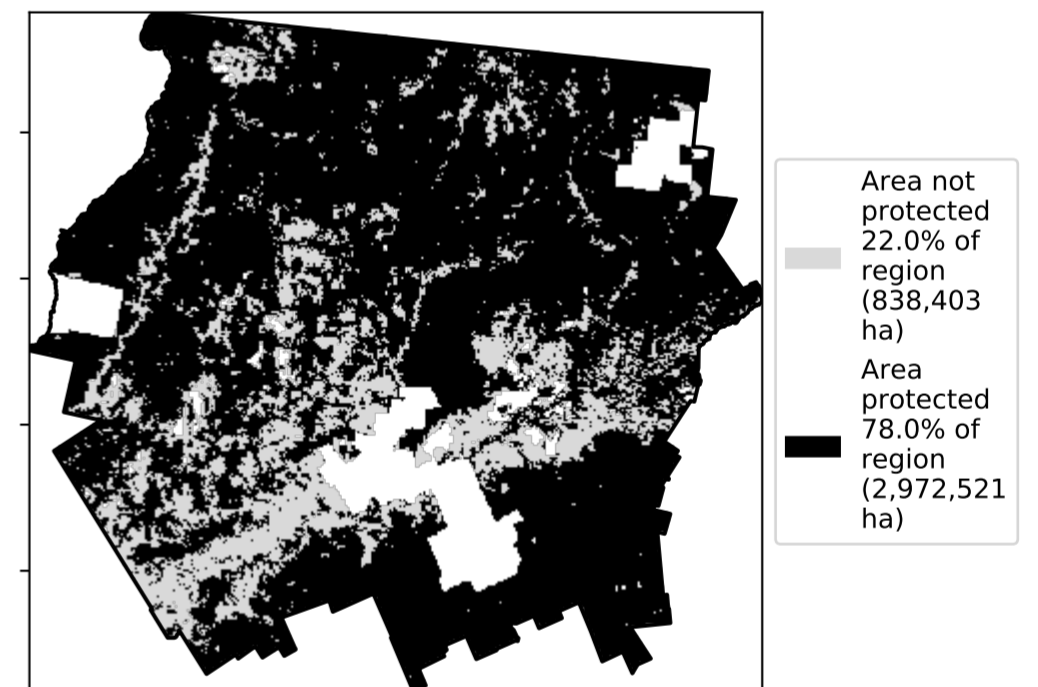 Area not
protected
22.0% of
region
(838,403
ha)
Area
protected
78.0% of
region
(2,972,521
ha)